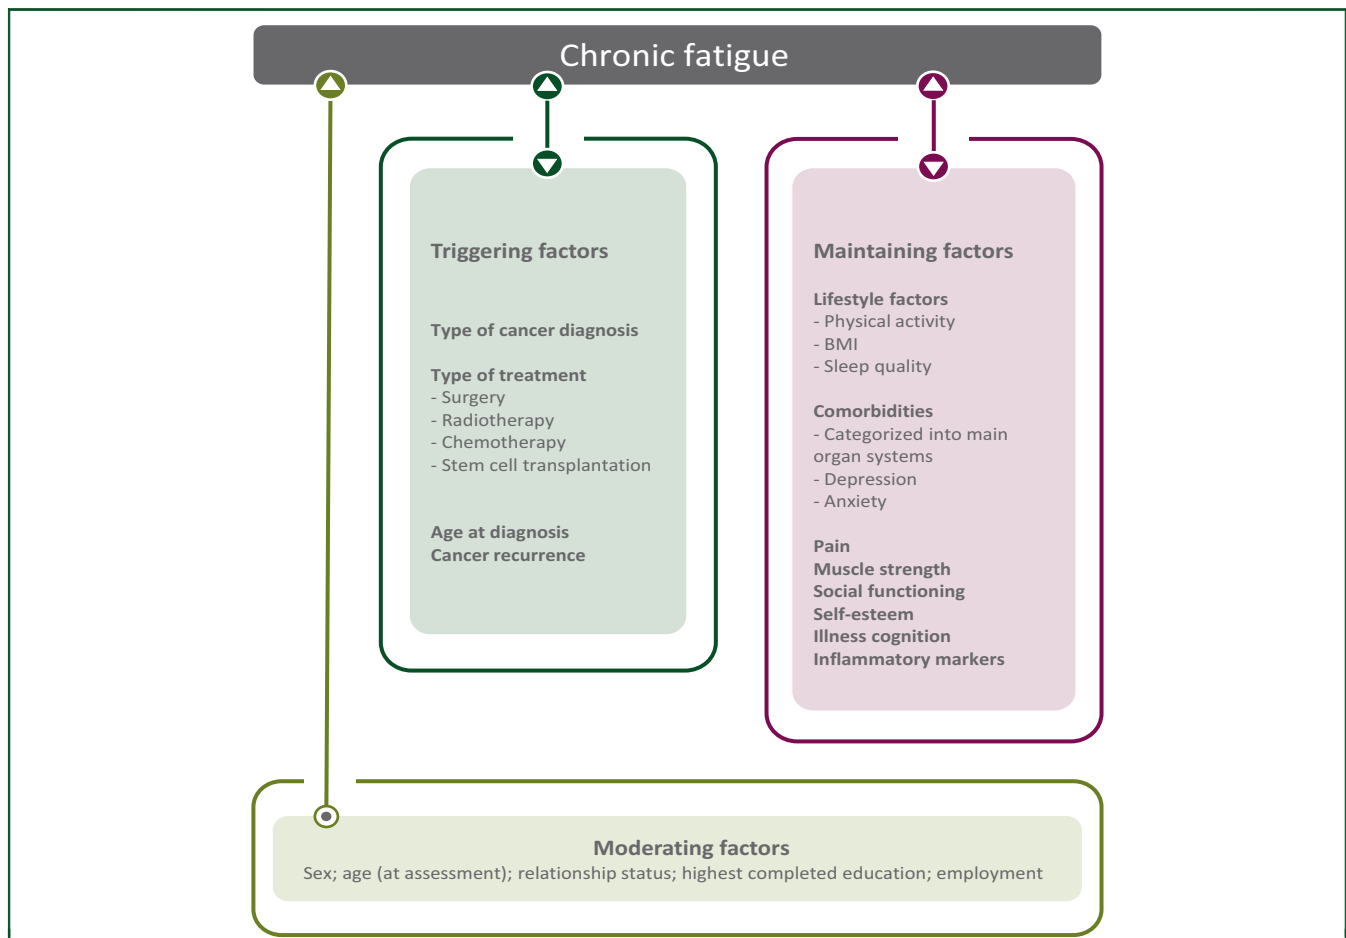 Chronic fatigue
Triggering factors
Type of cancer diagnosis
Type of treatment
- Surgery
- Radiotherapy
- Chemotherapy
- Stem cell transplantation
Age at diagnosis
Cancer recurrence
Maintaining factors
Lifestyle factors
- Physical activity
- BMI
- Sleep quality
Comorbidities
- Categorized into main
organ systems
- Depression
- Anxiety
Pain
Muscle strength
Social functioning
Self-esteem
Illness cognition
Inflammatory markers
Moderating factors
Sex; age (at assessment); relationship status; highest completed education; employment